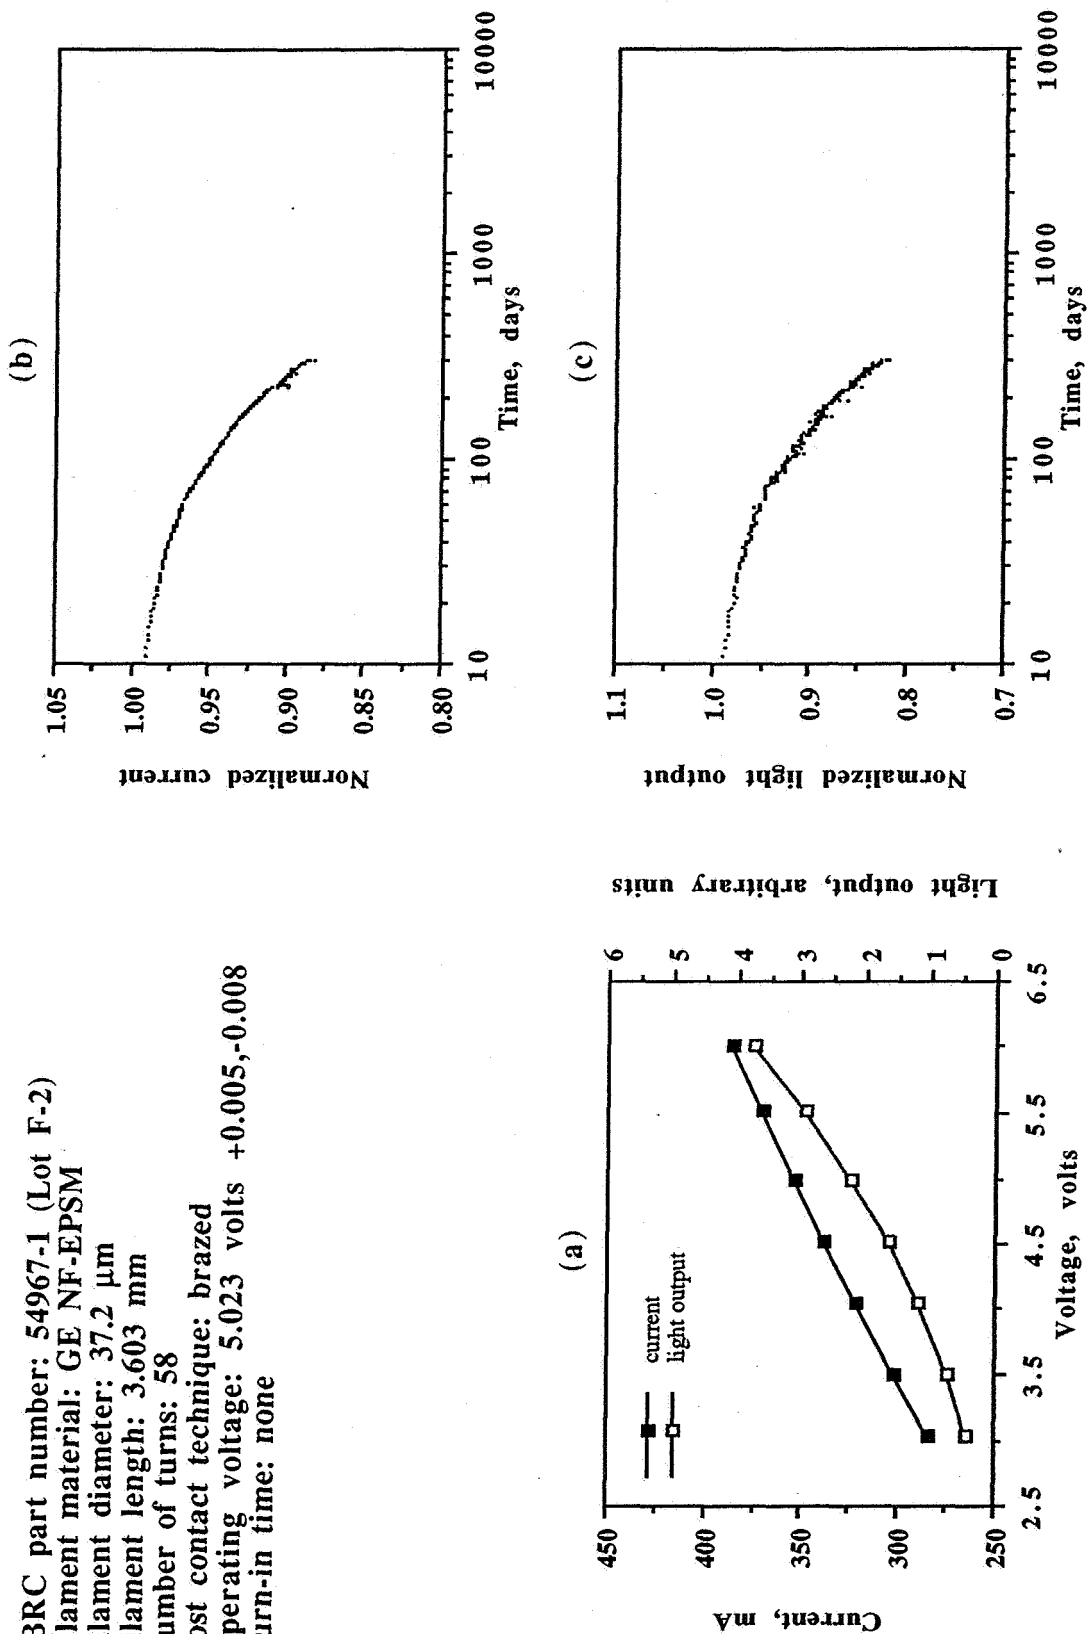 BRC part number: 54967-1 (Lot F-2)
lament material: GE NF-EPSM
lament diameter: 37.2 µm
lament length: 3.603 mm
umber of turns: 58
ost contact technique: brazed
perating voltage: 5.023 volts +0.005,-0.008
urn-in time: none
(b)
Normalized current
1.05
1.00
0.95
0.90
0.85
0.80
10
100
1000
10000
Time, days
(a)
current
light output
Current, mA
450
400
350
300
250
2.5
3.5
4.5
5.5
6.5
Voltage, volts
6
5
4
3
2
1
0
Light output, arbitrary units
(c)
Normalized light output
1.1
1.0
0.9
0.8
0.7
10
100
1000
10000
Time, days